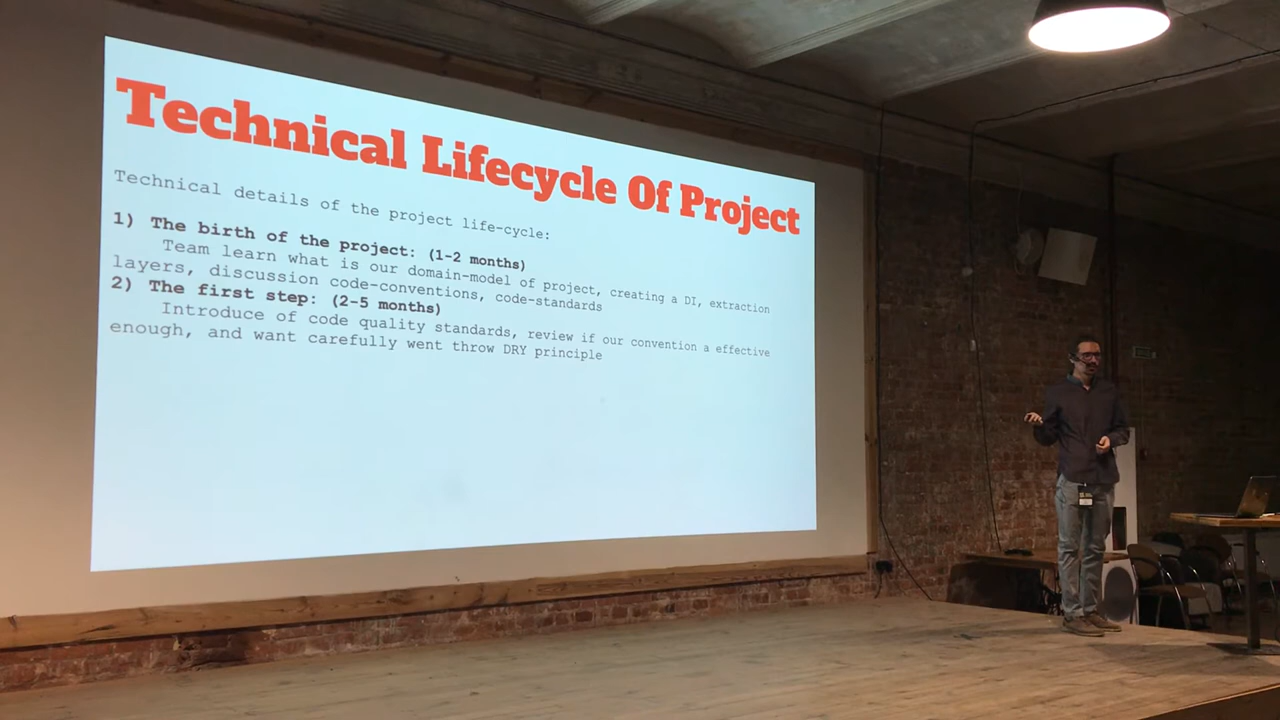 Technical Lifecycle Of Project
Technical details of the project life-cycle:
1) The birth of the project: (1-2 months)
Team learn what is our domain-model of project, creating a DI, extraction
layers, discussion code-conventions, code-standards
2) The first step: (2-5 months)
Introduce of code quality standards, review if our convention a effective
enough, and want carefully went throw DRY principle